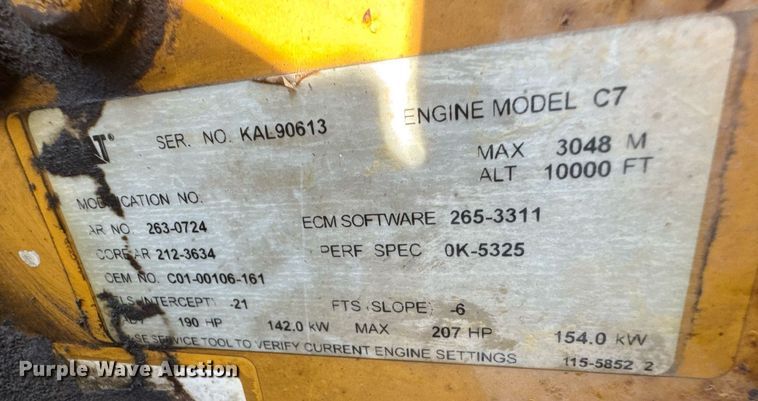 T® SER. NO. KAL90613 ENGINE MODEL C7
MAX 3048 M
ALT 10000 FT
NO.
AR NO. 263-0724 ECM SOFTWARE 265-3311
CORE AR 212-3634 PERF SPEC 0K-5325
OEM NO. C01-00106-161
INTERCEPT) -21 FTS (SLOPE) -6
190 HP 142.0 kW MAX 207 HP 154.0 kW
SERVICE TOOL TO VERIFY CURRENT ENGINE SETTINGS 115-5852 2
Purple Wave Auction